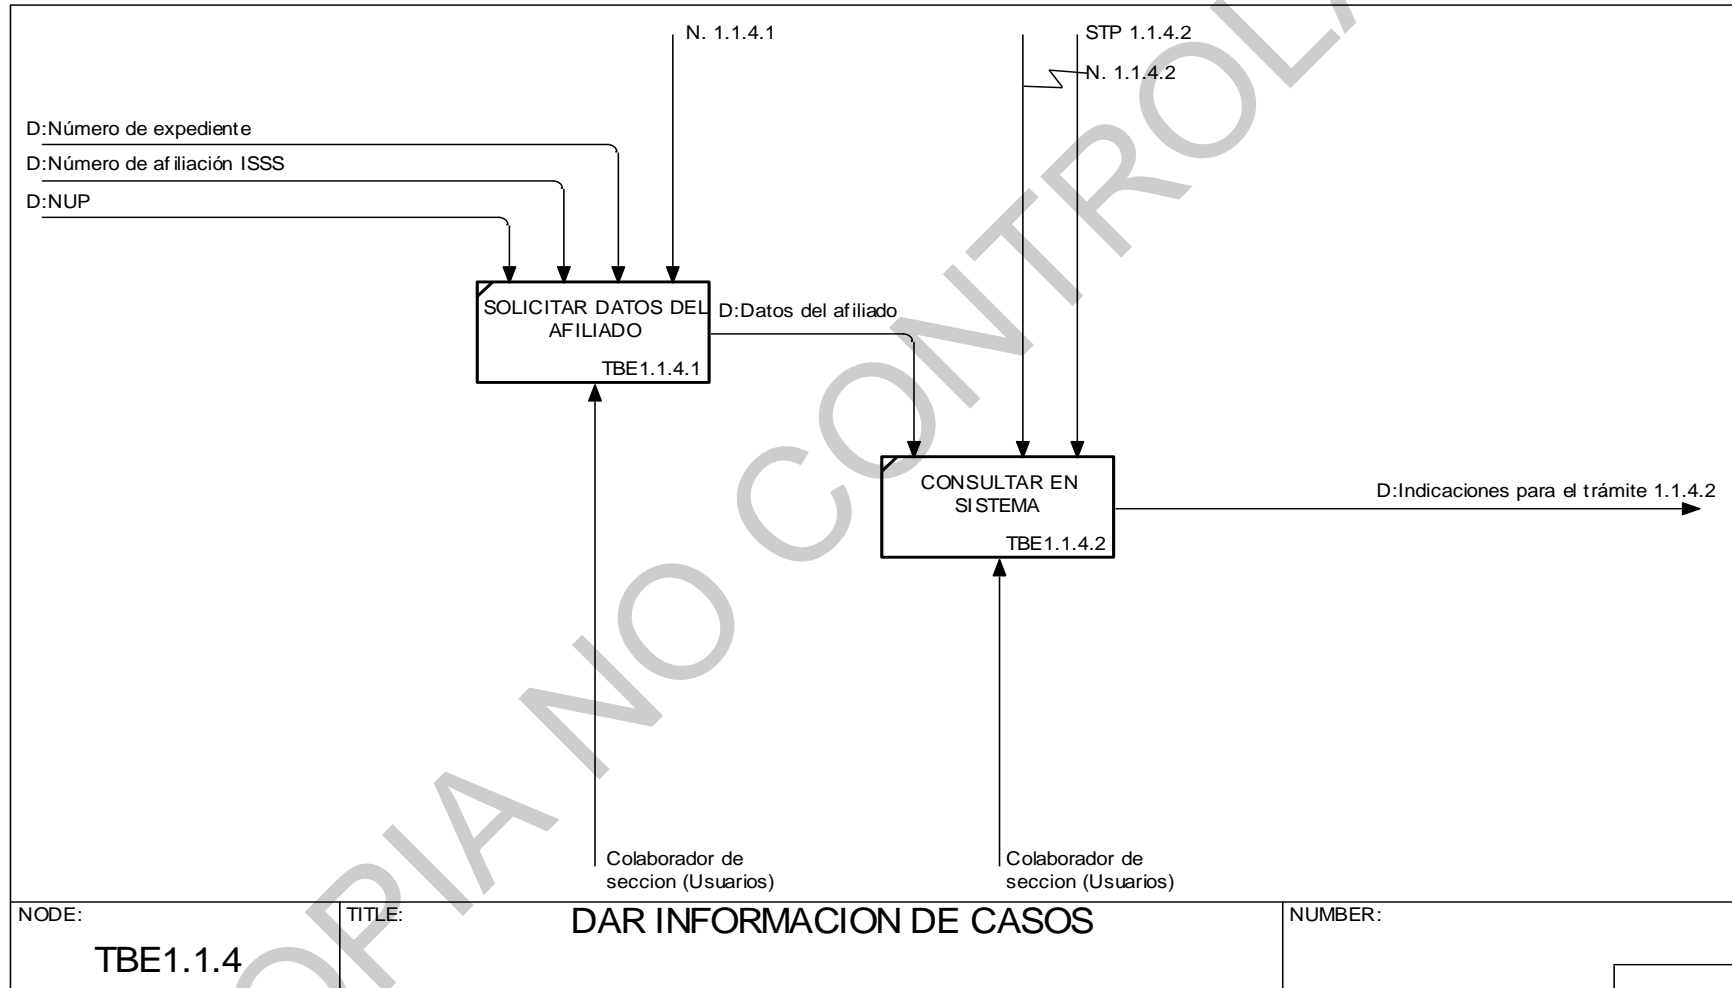 N. 1.1.4.1
STP 1.1.4.2
N. 1.1.4.2
D:Número de expediente
D:Número de afiliación ISSS
D:NUP
SOLICITAR DATOS DEL
AFILIADO
TBE1.1.4.1
D:Datos del afiliado
CONSULTAR EN
SISTEMA
TBE1.1.4.2
D:Indicaciones para el trámite 1.1.4.2
Colaborador de
seccion (Usuarios)
Colaborador de
seccion (Usuarios)
NODE:
TBE1.1.4
TITLE:
DAR INFORMACION DE CASOS
NUMBER:
OPIA NO CONTROLA